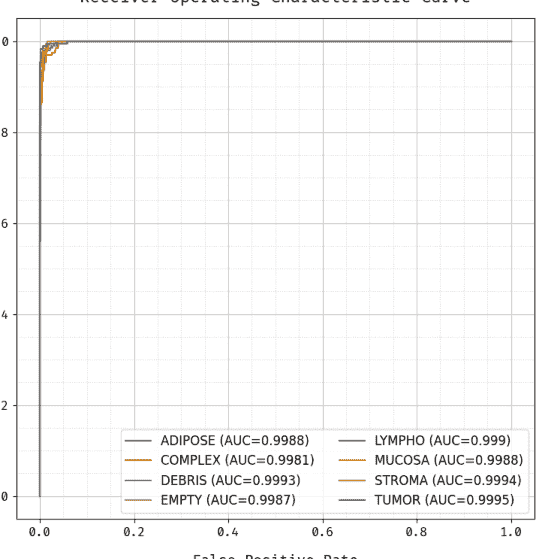 Receiver Operating Characteristic Curve
0
8
6
4
2
0
ADIPOSE (AUC=0.9988)
COMPLEX (AUC=0.9981)
DEBRIS (AUC=0.9993)
EMPTY (AUC=0.9987)
LYMPHO (AUC=0.999)
MUCOSA (AUC=0.9988)
STROMA (AUC=0.9994)
TUMOR (AUC=0.9995)
0.0 0.2 0.4 0.6 0.8 1.0
False Positive Rate